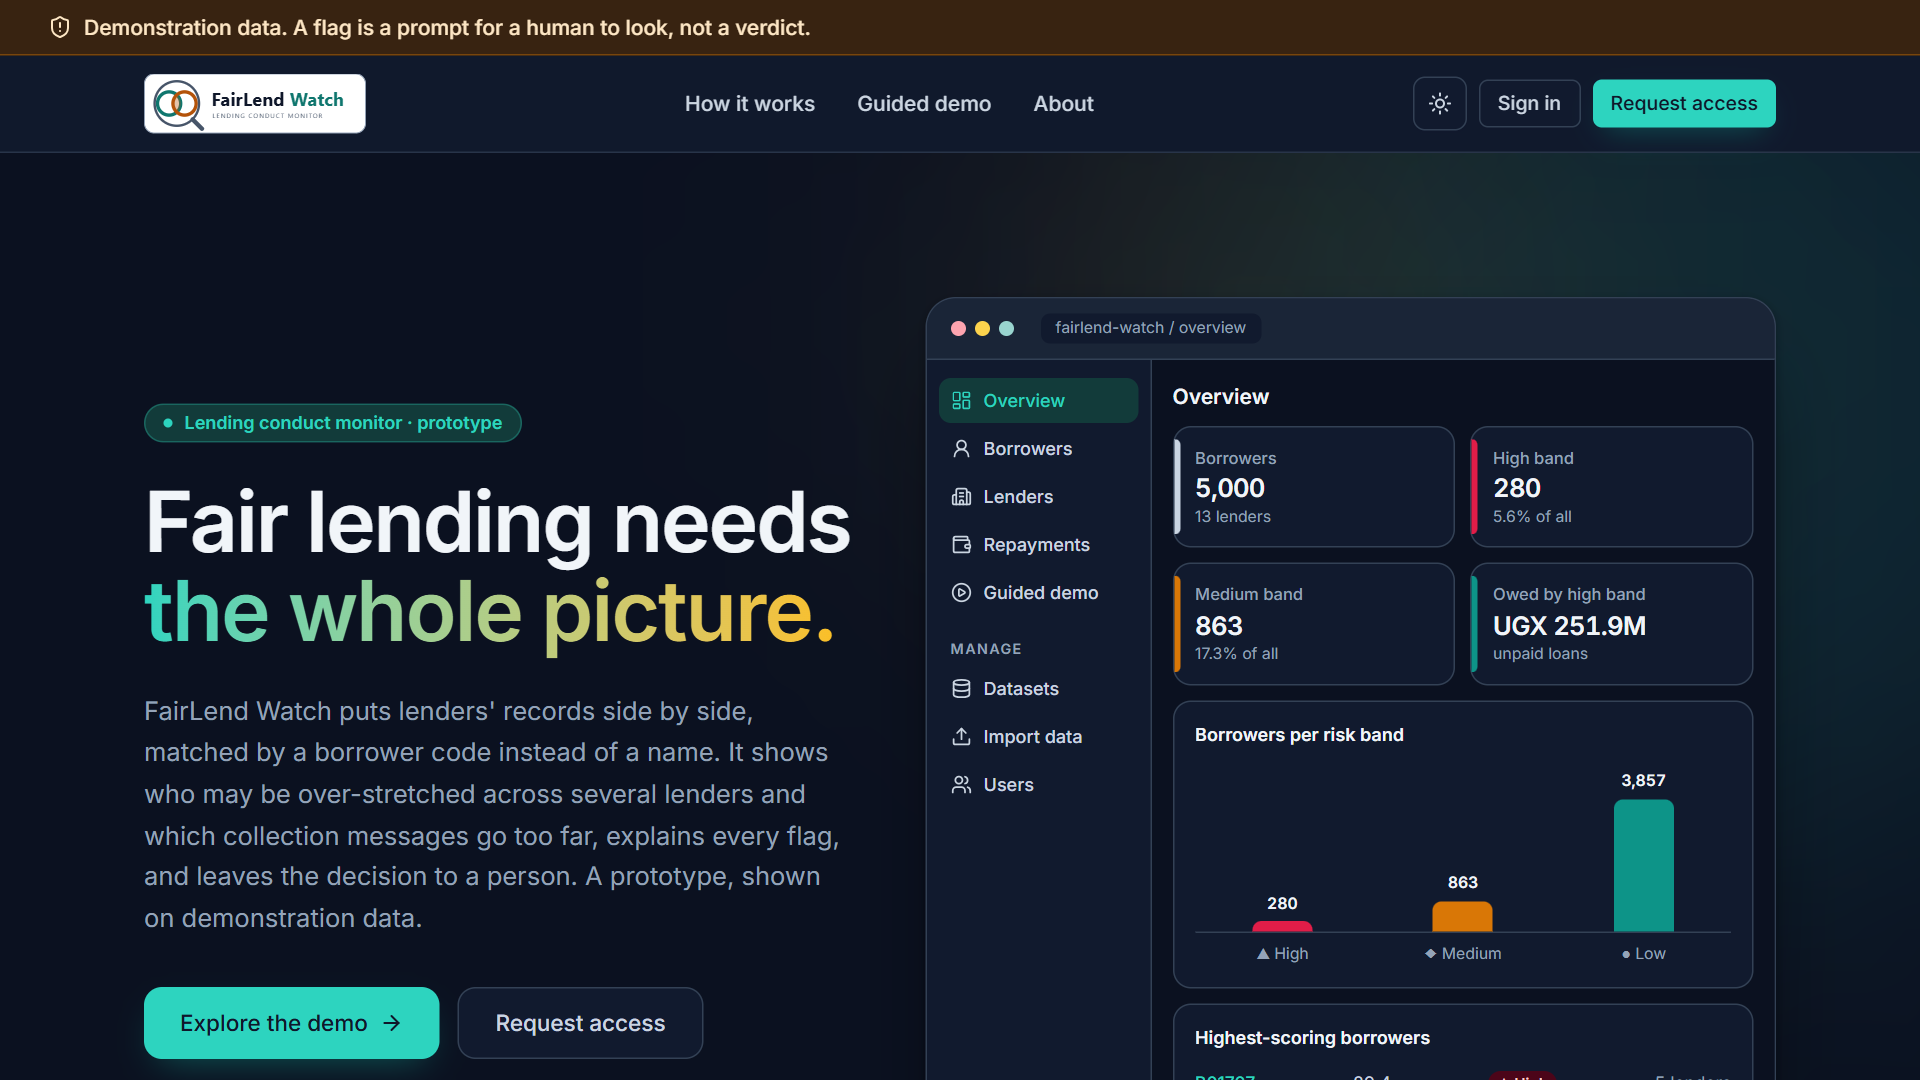 Demonstration data. A flag is a prompt for a human to look, not a verdict.
FairLend Watch
LENDING CONDUCT MONITOR
How it works
Guided demo
About
Sign in
Request access
Lending conduct monitor · prototype
Fair lending needs
the whole picture.
FairLend Watch puts lenders' records side by side,
matched by a borrower code instead of a name. It shows
who may be over-stretched across several lenders and
which collection messages go too far, explains every flag,
and leaves the decision to a person. A prototype, shown
on demonstration data.
Explore the demo →
Request access
fairlend-watch / overview
Overview
Borrowers
Lenders
Repayments
Guided demo
MANAGE
Datasets
Import data
Users
Overview
Borrowers
5,000
13 lenders
High band
280
5.6% of all
Medium band
863
17.3% of all
Owed by high band
UGX 251.9M
unpaid loans
Borrowers per risk band
280
863
3,857
▲ High
◆ Medium
● Low
Highest-scoring borrowers